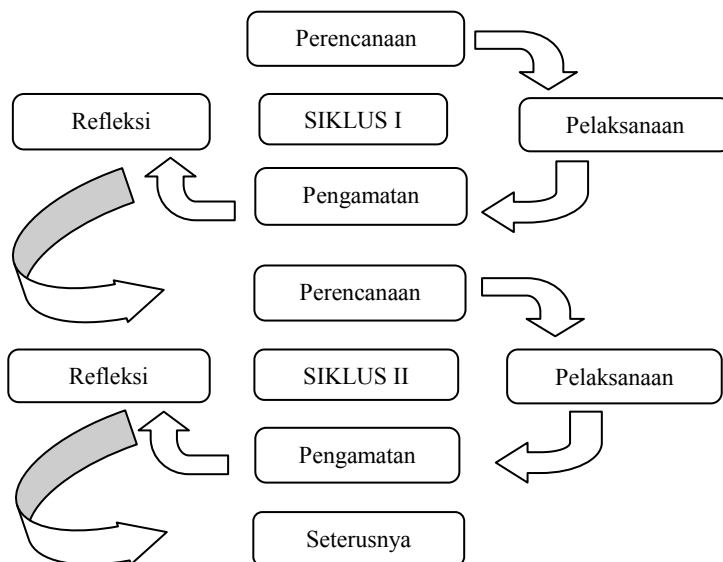 Perencanaan
Refleksi
SIKLUS I
Pelaksanaan
Pengamatan
Perencanaan
Refleksi
SIKLUS II
Pelaksanaan
Pengamatan
Seterusnya